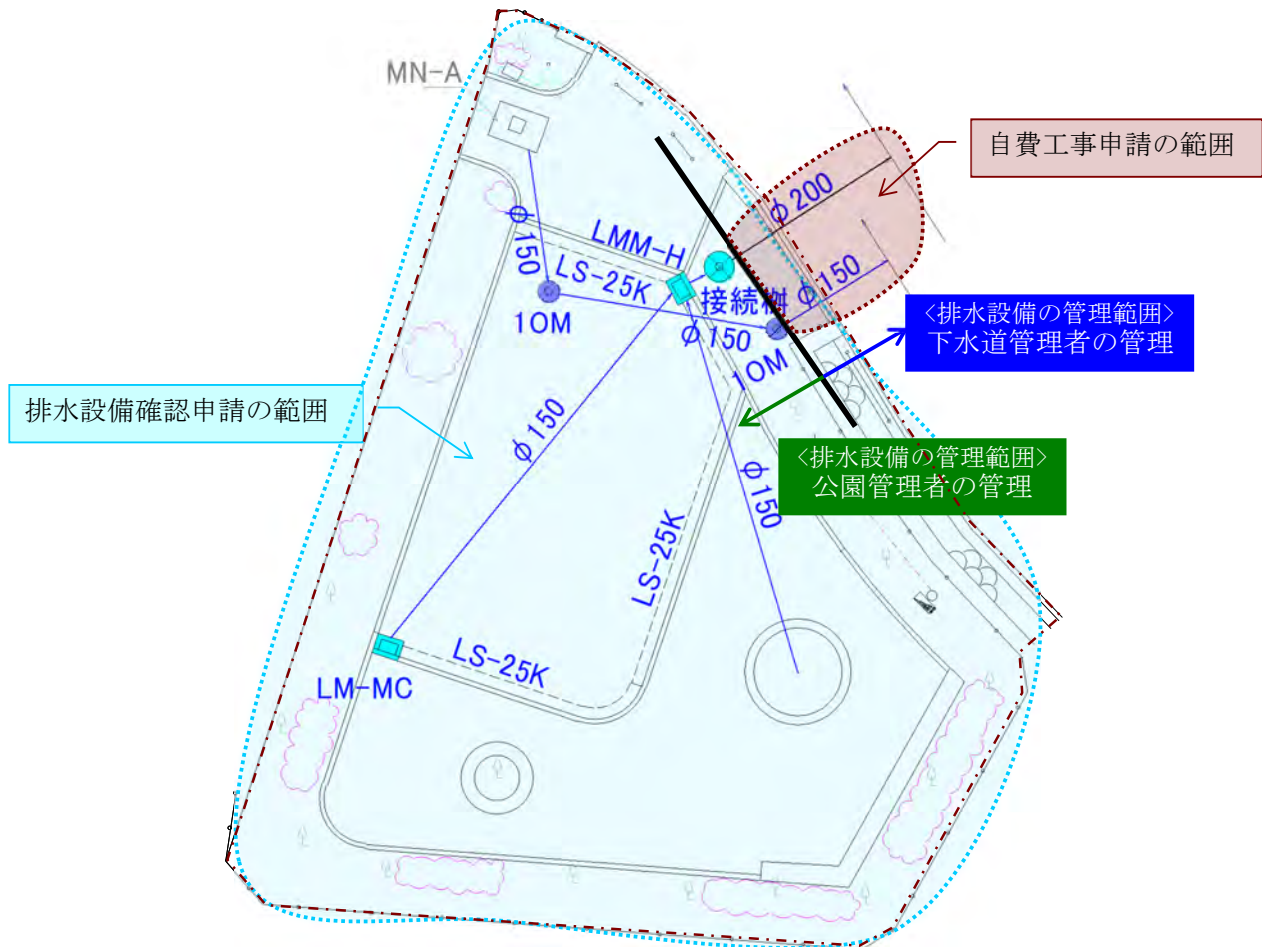 MN-A
自費工事申請の範囲
φ200
φ150
LMM-H
LS-25K
接続樹
φ150
1OM
φ150
1OM
<排水設備の管理範囲>
下水道管理者の管理
排水設備確認申請の範囲
φ150
<排水設備の管理範囲>
公園管理者の管理
φ150
LS-25K
LS-25K
LM-MC